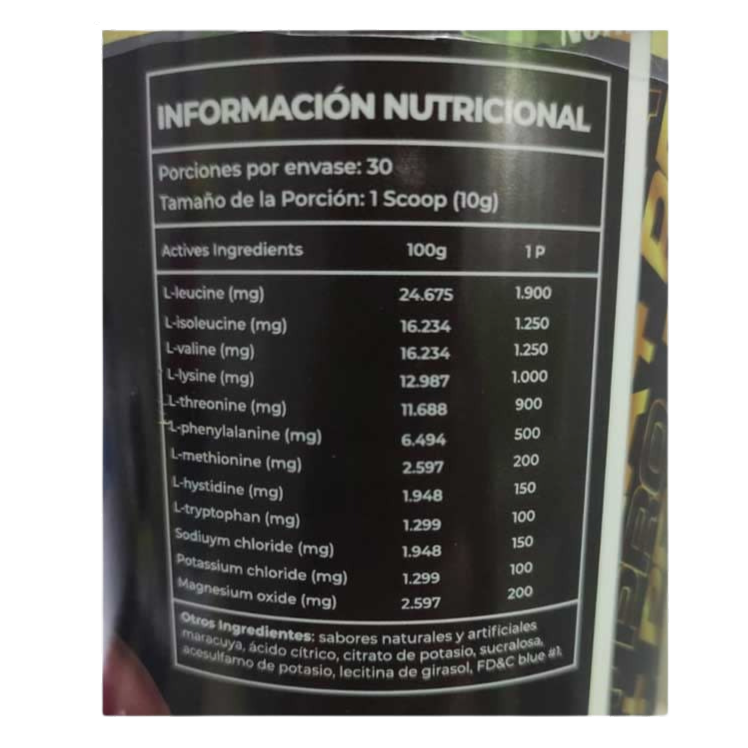 INFORMACIÓN NUTRICIONAL
Porciones por envase: 30
Tamaño de la Porción: 1 Scoop (10g)
Actives Ingredients 100g 1 P
L-leucine (mg) 24.675 1.900
L-isoleucine (mg) 16.234 1.250
L-valine (mg) 16.234 1.250
L-lysine (mg) 12.987 1.000
L-threonine (mg) 11.688 900
L-phenylalanine (mg) 6.494 500
L-methionine (mg) 2.597 200
L-hystidine (mg) 1.948 150
L-tryptophan (mg) 1.299 100
Sodiuym chloride (mg) 1.948 150
Potassium chloride (mg) 1.299 100
Magnesium oxide (mg) 2.597 200
Otros Ingredientes: sabores naturales y artificiales
maracuya, ácido cítrico, citrato de potasio, sucralosa,
acesulfamo de potasio, lecitina de girasol, FD&C blue #1,